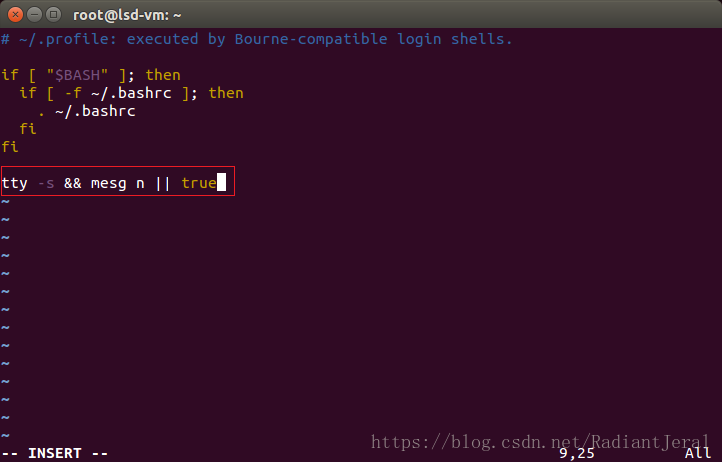 root@lsd-vm: ~
# ~/.profile: executed by Bourne-compatible login shells.
if [ "$BASH" ]; then
  if [ -f ~/.bashrc ]; then
    . ~/.bashrc
  fi
fi
tty -s && mesg n || true
~
~
~
~
~
~
~
~
~
~
~
~
~
~
https://blog.csdn.net/RadiantJeral
-- INSERT -- 9,25 All